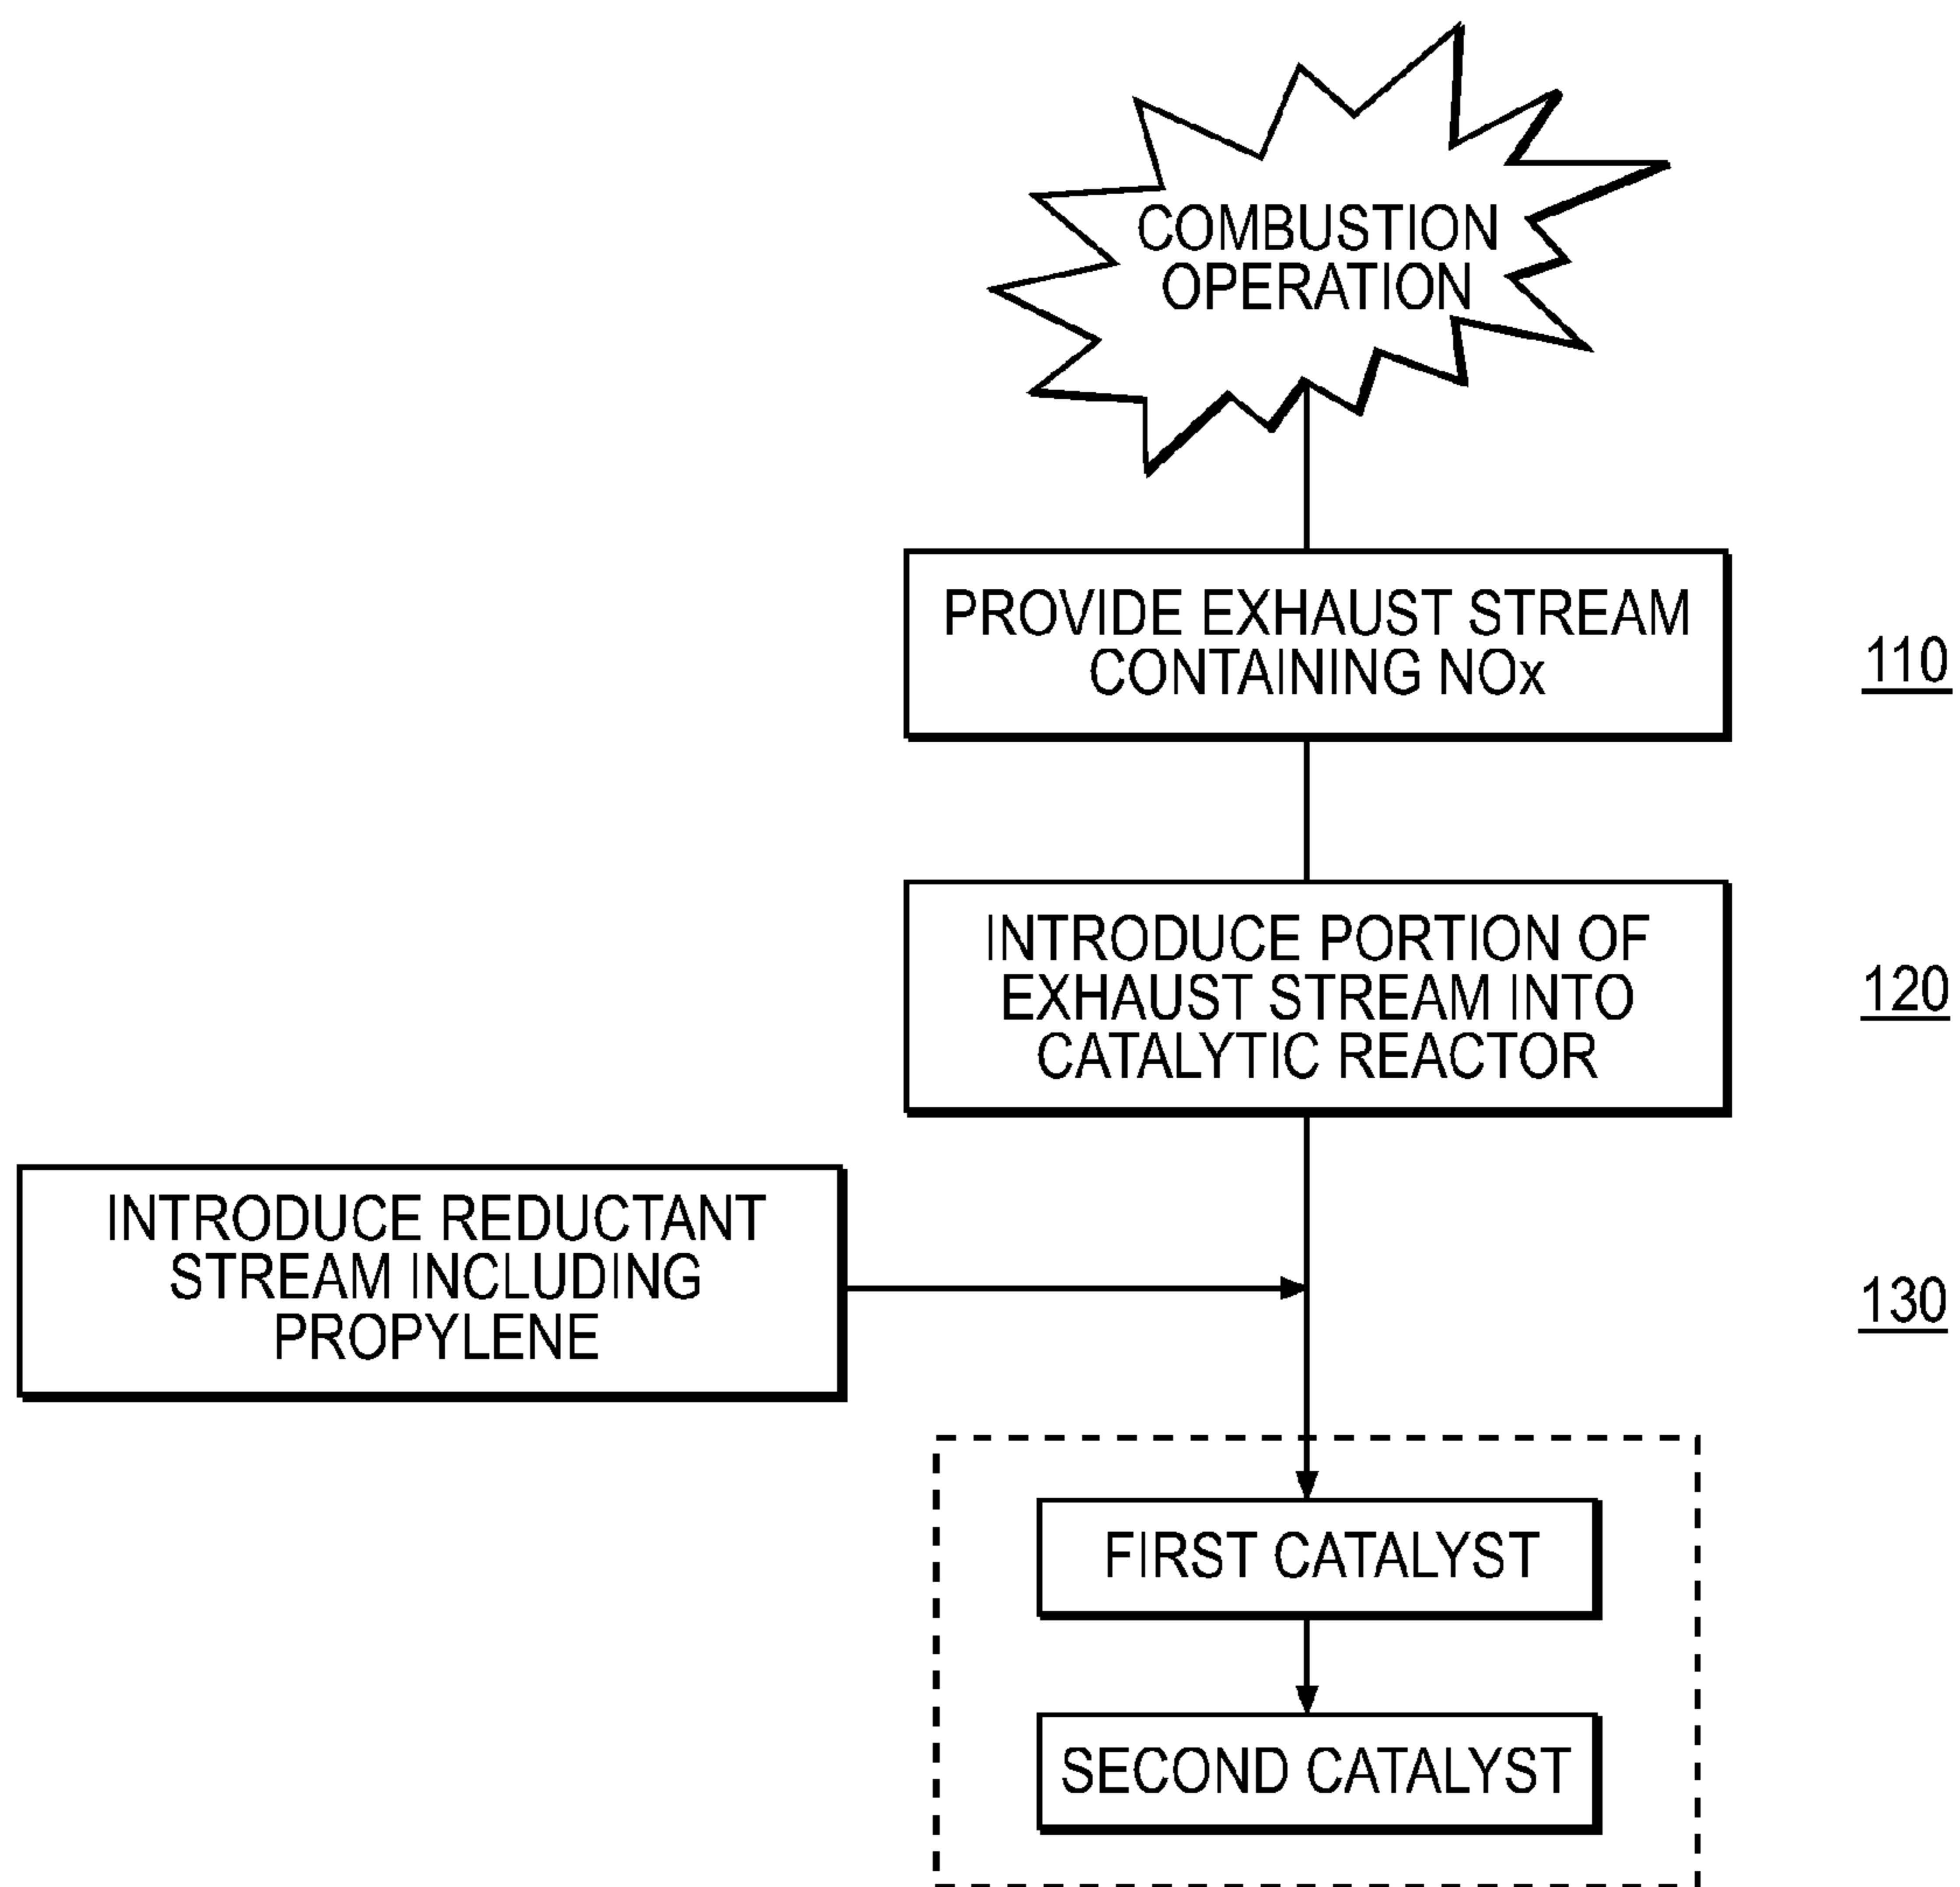 COMBUSTION
OPERATION
PROVIDE EXHAUST STREAM
CONTAINING NOx
110
INTRODUCE PORTION OF
EXHAUST STREAM INTO
CATALYTIC REACTOR
120
INTRODUCE REDUCTANT
STREAM INCLUDING
PROPYLENE
130
FIRST CATALYST
SECOND CATALYST